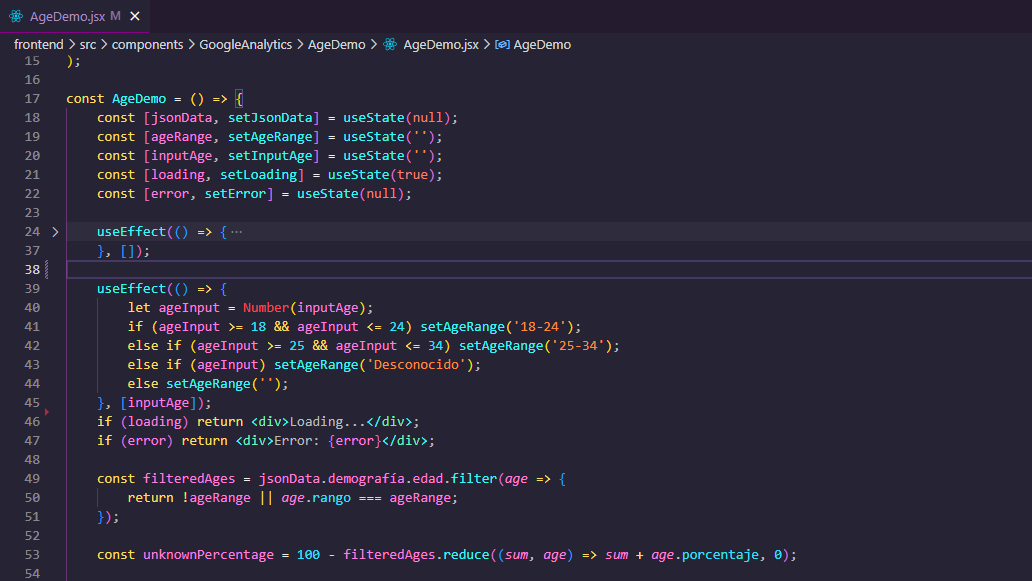 AgeDemo.jsx M ×
frontend > src > components > GoogleAnalytics > AgeDemo > AgeDemo.jsx > AgeDemo
15 );
16
17 const AgeDemo = () => {
18 const [jsonData, setJsonData] = useState(null);
19 const [ageRange, setAgeRange] = useState('');
20 const [inputAge, setInputAge] = useState('');
21 const [loading, setLoading] = useState(true);
22 const [error, setError] = useState(null);
23
24 > useEffect(() => { ···
37 }, []);
38
39 useEffect(() => {
40 let ageInput = Number(inputAge);
41 if (ageInput >= 18 && ageInput <= 24) setAgeRange('18-24');
42 else if (ageInput >= 25 && ageInput <= 34) setAgeRange('25-34');
43 else if (ageInput) setAgeRange('Desconocido');
44 else setAgeRange('');
45 }, [inputAge]);
46 if (loading) return <div>Loading...</div>;
47 if (error) return <div>Error: {error}</div>;
48
49 const filteredAges = jsonData.demografía.edad.filter(age => {
50 return !ageRange || age.rango === ageRange;
51 });
52
53 const unknownPercentage = 100 - filteredAges.reduce((sum, age) => sum + age.porcentaje, 0);
54